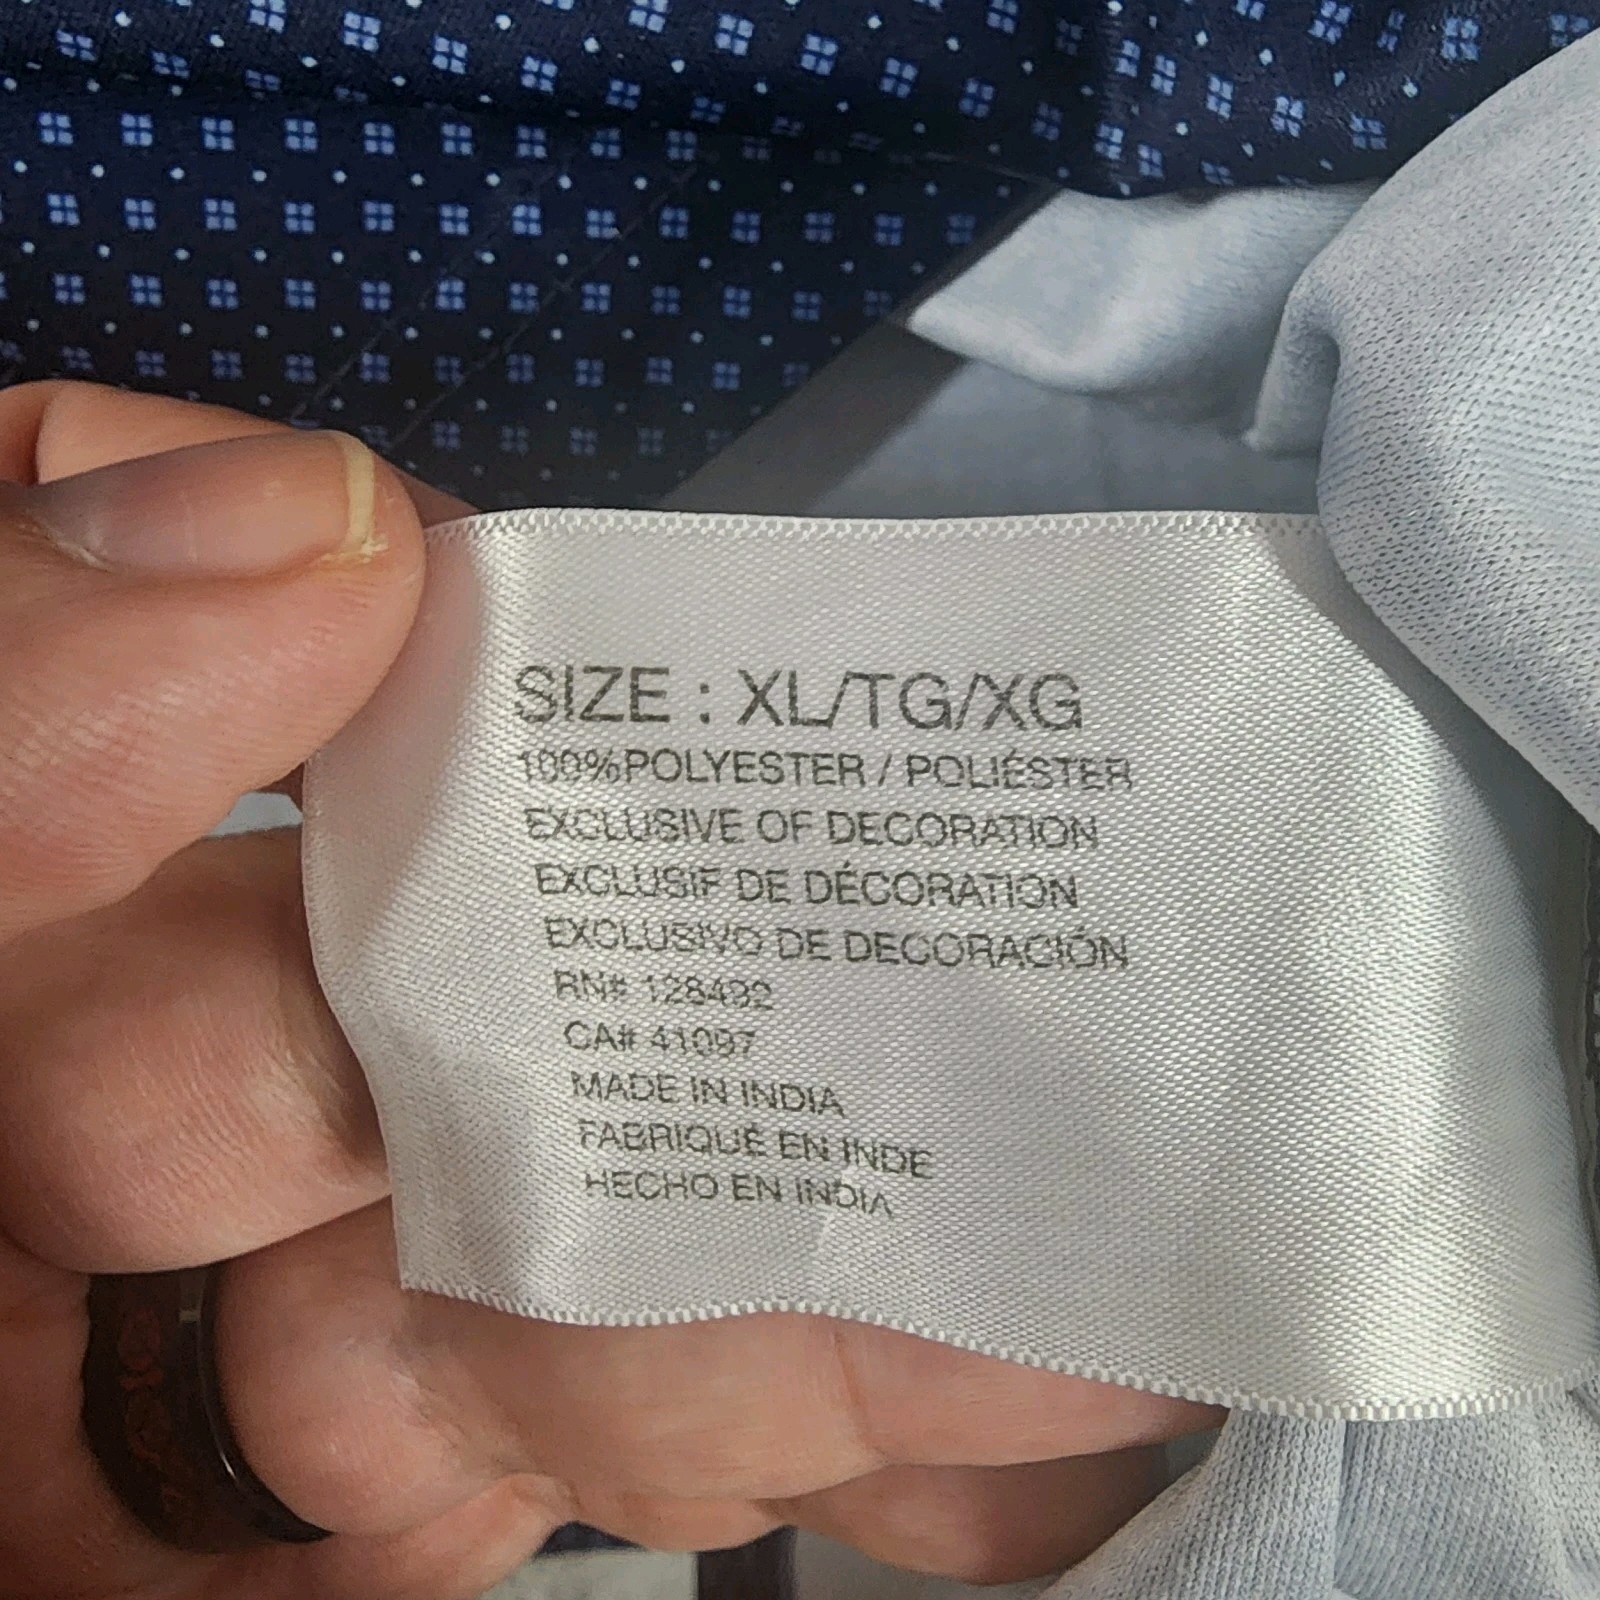 SIZE : XL/TG/XG
100%POLYESTER / POLIÉSTER
EXCLUSIVE OF DECORATION
EXCLUSIF DE DÉCORATION
EXCLUSIVO DE DECORACIÓN
RN# 128492
CA# 41097
MADE IN INDIA
FABRIQUÉ EN INDE
HECHO EN INDIA